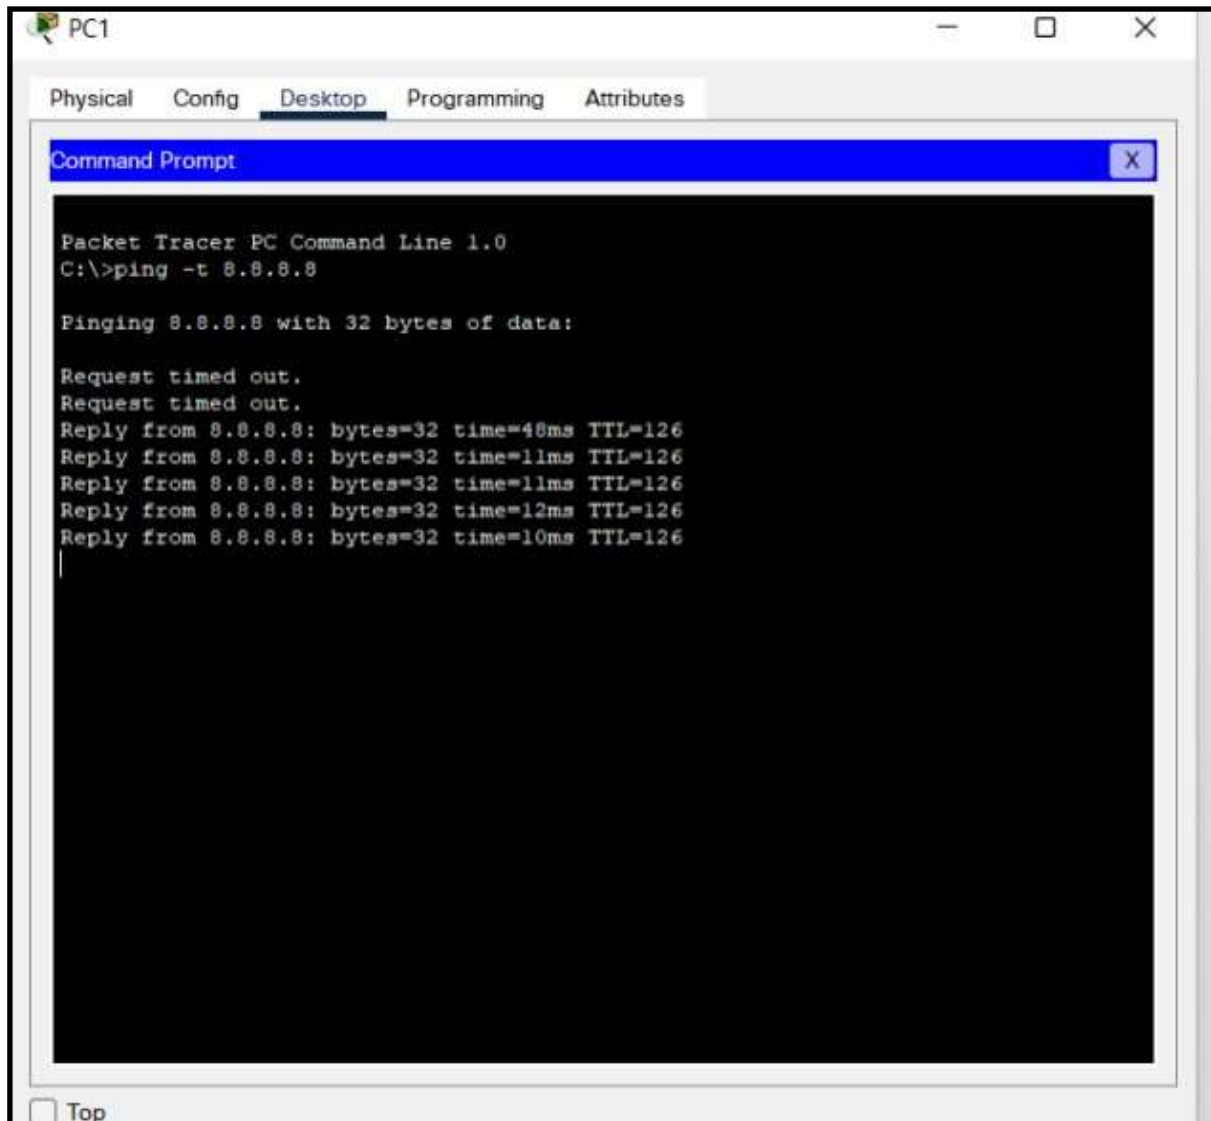 PC1
Physical Config Desktop Programming Attributes
Command Prompt
X
Packet Tracer PC Command Line 1.0
C:\>ping -t 8.8.8.8
Pinging 8.8.8.8 with 32 bytes of data:
Request timed out.
Request timed out.
Reply from 8.8.8.8: bytes=32 time=48ms TTL=126
Reply from 8.8.8.8: bytes=32 time=11ms TTL=126
Reply from 8.8.8.8: bytes=32 time=11ms TTL=126
Reply from 8.8.8.8: bytes=32 time=12ms TTL=126
Reply from 8.8.8.8: bytes=32 time=10ms TTL=126
Top